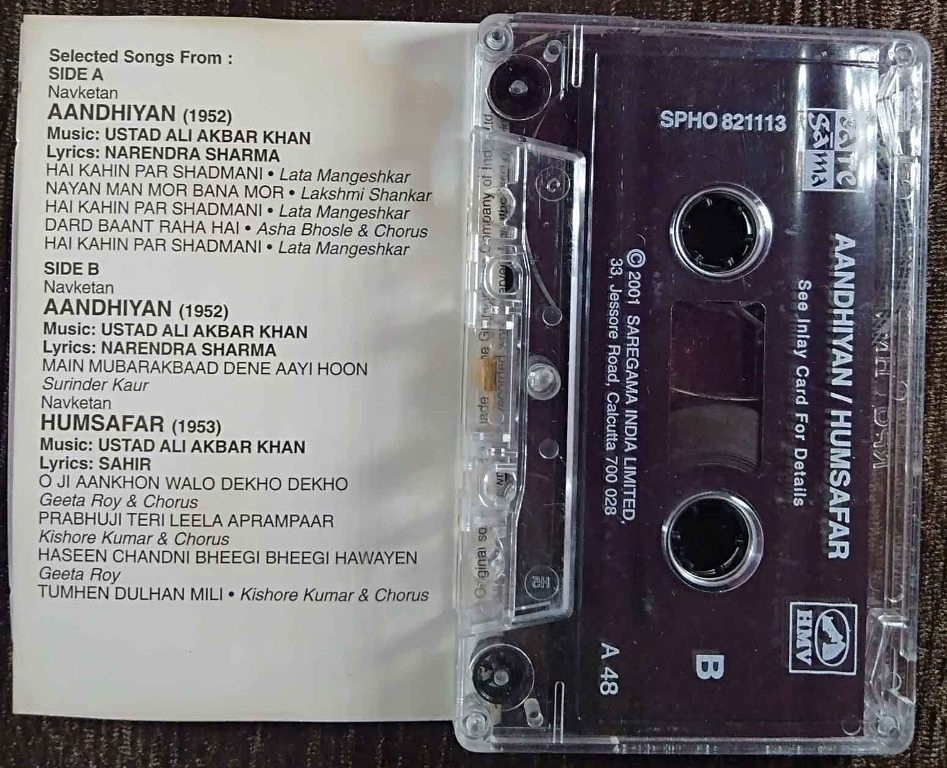 Selected Songs From :
SIDE A
Navketan
AANDHIYAN (1952)
Music: USTAD ALI AKBAR KHAN
Lyrics: NARENDRA SHARMA
HAI KAHIN PAR SHADMANI • Lata Mangeshkar
NAYAN MAN MOR BANA MOR • Lakshmi Shankar
HAI KAHIN PAR SHADMANI • Lata Mangeshkar
DARD BAANT RAHA HAI • Asha Bhosle & Chorus
HAI KAHIN PAR SHADMANI • Lata Mangeshkar
SIDE B
Navketan
AANDHIYAN (1952)
Music: USTAD ALI AKBAR KHAN
Lyrics: NARENDRA SHARMA
MAIN MUBARAKBAAD DENE AAYI HOON
Surinder Kaur
Navketan
HUMSAFAR (1953)
Music: USTAD ALI AKBAR KHAN
Lyrics: SAHIR
O JI AANKHON WALO DEKHO DEKHO
Geeta Roy & Chorus
PRABHUJI TERI LEELA APRAMPAAR
Kishore Kumar & Chorus
HASEEN CHANDNI BHEEGI BHEEGI HAWAYEN
Geeta Roy
TUMHEN DULHAN MILI • Kishore Kumar & Chorus
SPHO 821113
सारेगामा
AANDHIYAN / HUMSAFAR
See Inlay Card For Details
© 2001 SAREGAMA INDIA LIMITED,
33, Jessore Road, Calcutta 700 028
HMV
B
A 48
Company of Ind
Original